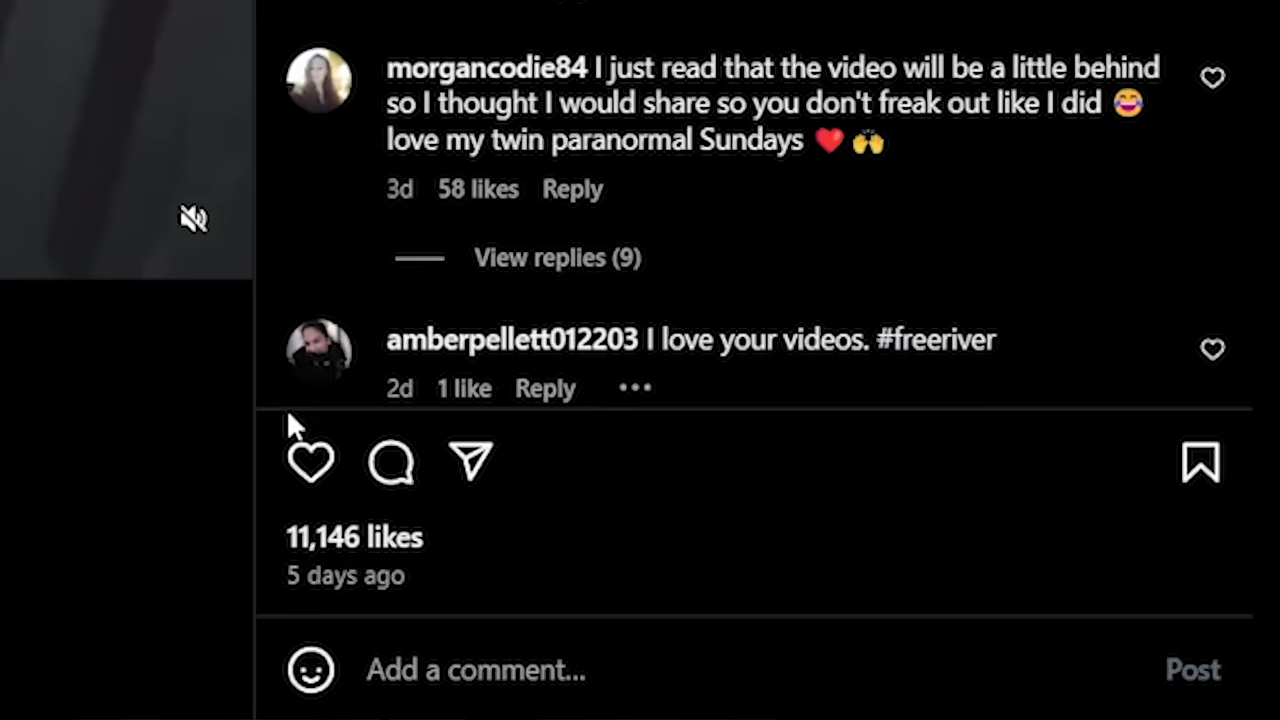 morgancodie84 I just read that the video will be a little behind
so I thought I would share so you don't freak out like I did 😂
love my twin paranormal Sundays ❤️ 🙌
3d 58 likes Reply
View replies (9)
amberpellett012203 I love your videos. #freeriver
2d 1 like Reply •••
11,146 likes
5 days ago
Add a comment... Post